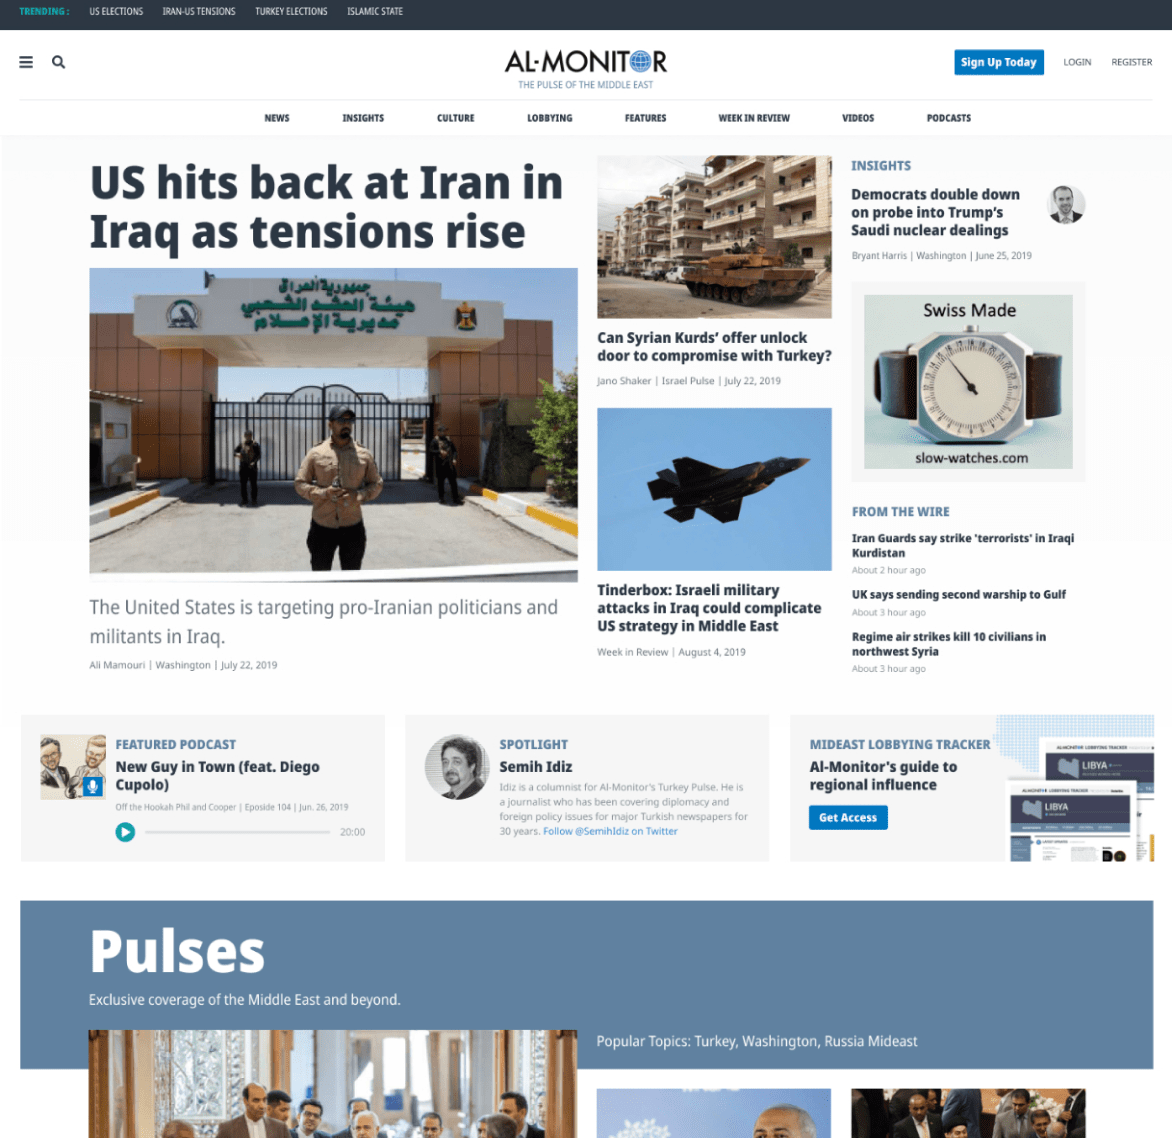 TRENDING : US ELECTIONS IRAN-US TENSIONS TURKEY ELECTIONS ISLAMIC STATE
AL-MONITOR
THE PULSE OF THE MIDDLE EAST
Sign Up Today LOGIN REGISTER
NEWS INSIGHTS CULTURE LOBBYING FEATURES WEEK IN REVIEW VIDEOS PODCASTS
US hits back at Iran in
Iraq as tensions rise
جمهورية العراق
هيئة الحشد الشعبي
مديرية الإعلام
The United States is targeting pro-Iranian politicians and
militants in Iraq.
Ali Mamouri | Washington | July 22, 2019
Can Syrian Kurds’ offer unlock
door to compromise with Turkey?
Jano Shaker | Israel Pulse | July 22, 2019
Tinderbox: Israeli military
attacks in Iraq could complicate
US strategy in Middle East
Week in Review | August 4, 2019
INSIGHTS
Democrats double down
on probe into Trump’s
Saudi nuclear dealings
Bryant Harris | Washington | June 25, 2019
Swiss Made
slow-watches.com
FROM THE WIRE
Iran Guards say strike 'terrorists' in Iraqi
Kurdistan
About 2 hour ago
UK says sending second warship to Gulf
About 3 hour ago
Regime air strikes kill 10 civilians in
northwest Syria
About 3 hour ago
FEATURED PODCAST
New Guy in Town (feat. Diego
Cupolo)
Off the Hookah Phil and Cooper | Eposide 104 | Jun. 26, 2019
20:00
SPOTLIGHT
Semih Idiz
Idiz is a columnist for Al-Monitor's Turkey Pulse. He is
a journalist who has been covering diplomacy and
foreign policy issues for major Turkish newspapers for
30 years. Follow @SemihIdiz on Twitter
MIDEAST LOBBYING TRACKER
Al-Monitor's guide to
regional influence
Get Access
AL-MONITOR LOBBYING TRACKER
LIBYA
AL-MONITOR LOBBYING TRACKER
LIBYA
Pulses
Exclusive coverage of the Middle East and beyond.
Popular Topics: Turkey, Washington, Russia Mideast